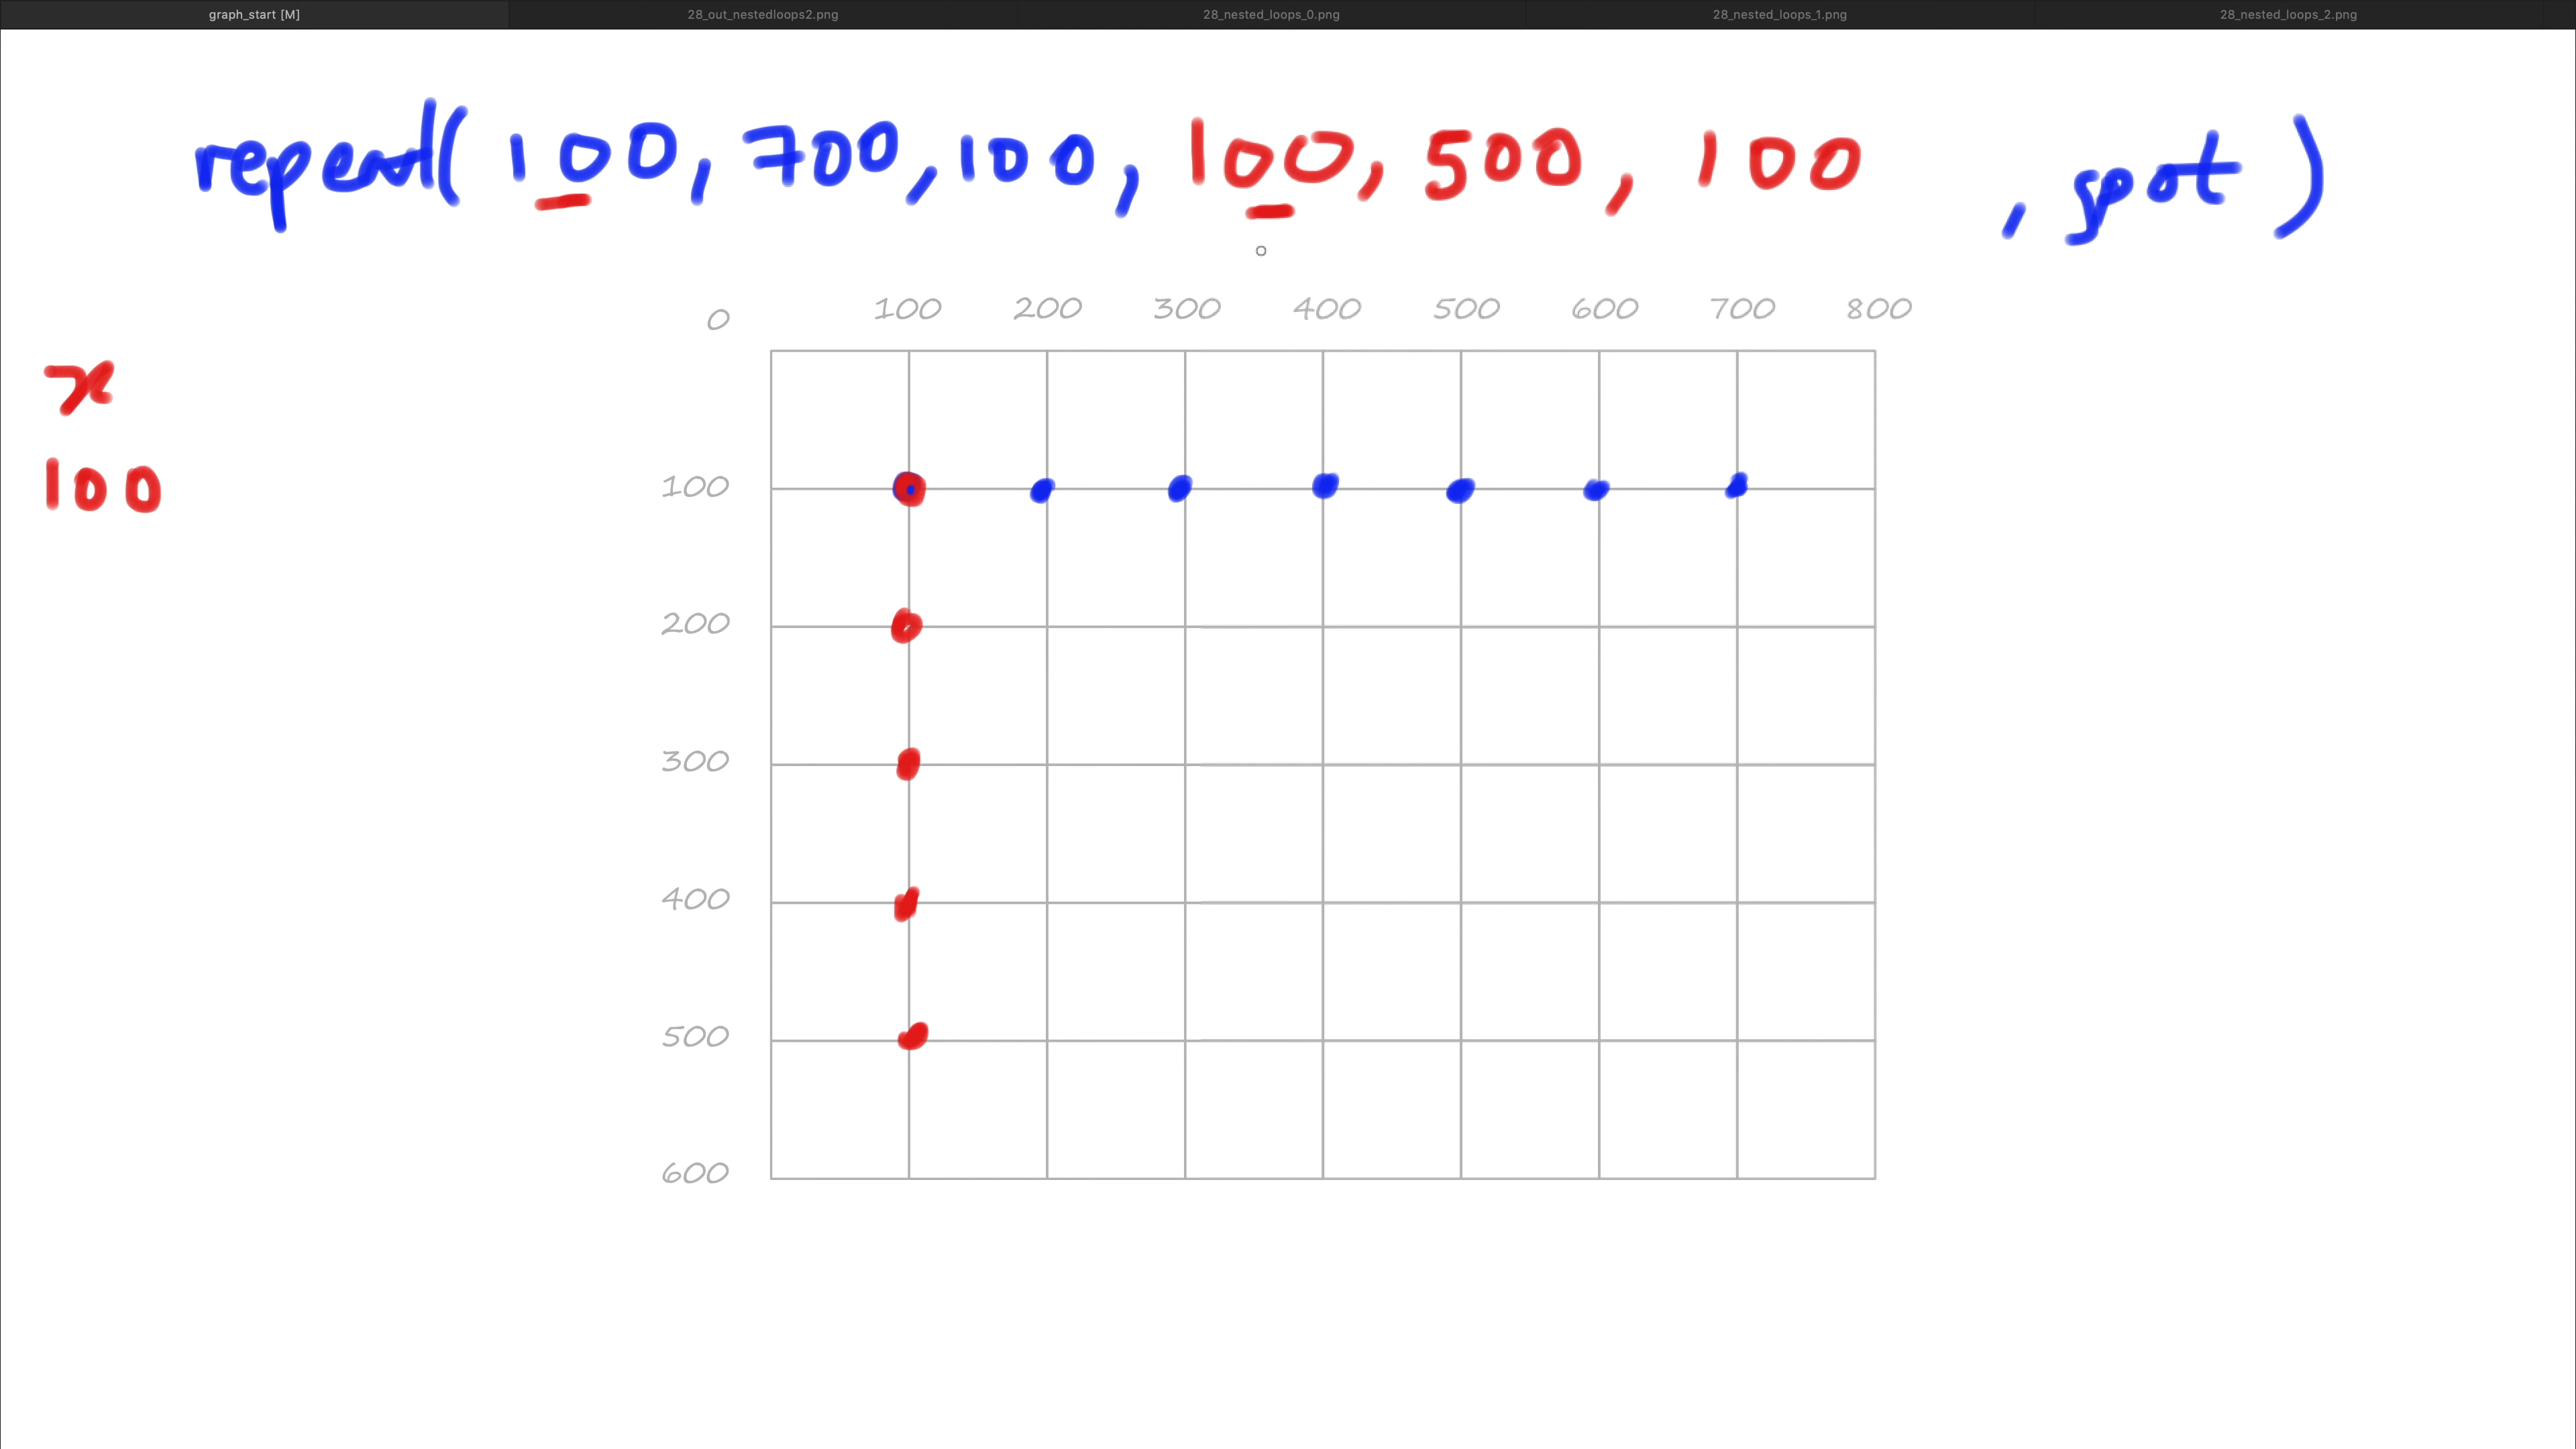 graph_start [M] 28_out_nestedloops2.png 28_nested_loops_0.png 28_nested_loops_1.png 28_nested_loops_2.png
repeat( 100, 700, 100, 100, 500, 100 , spot )
0 100 200 300 400 500 600 700 800
x
100
100
200
300
400
500
600